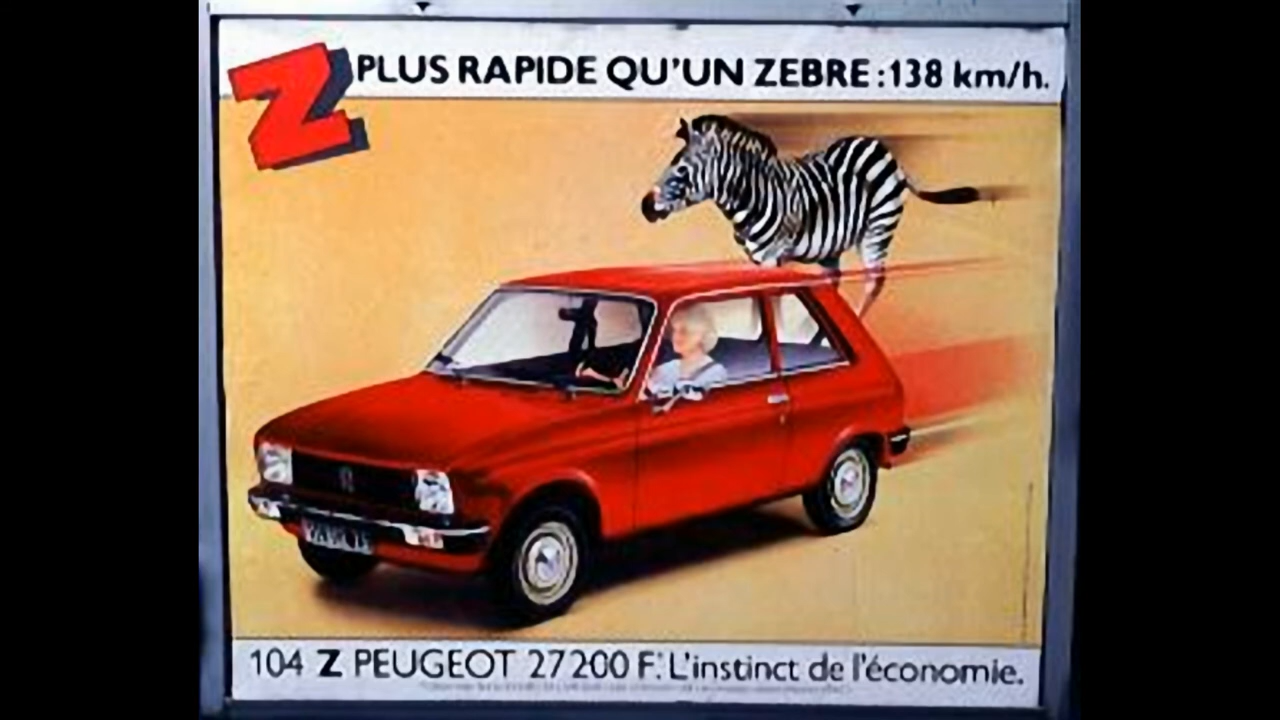 Z PLUS RAPIDE QU'UN ZEBRE : 138 km/h.
104 Z PEUGEOT 27200 F. L'instinct de l'économie.